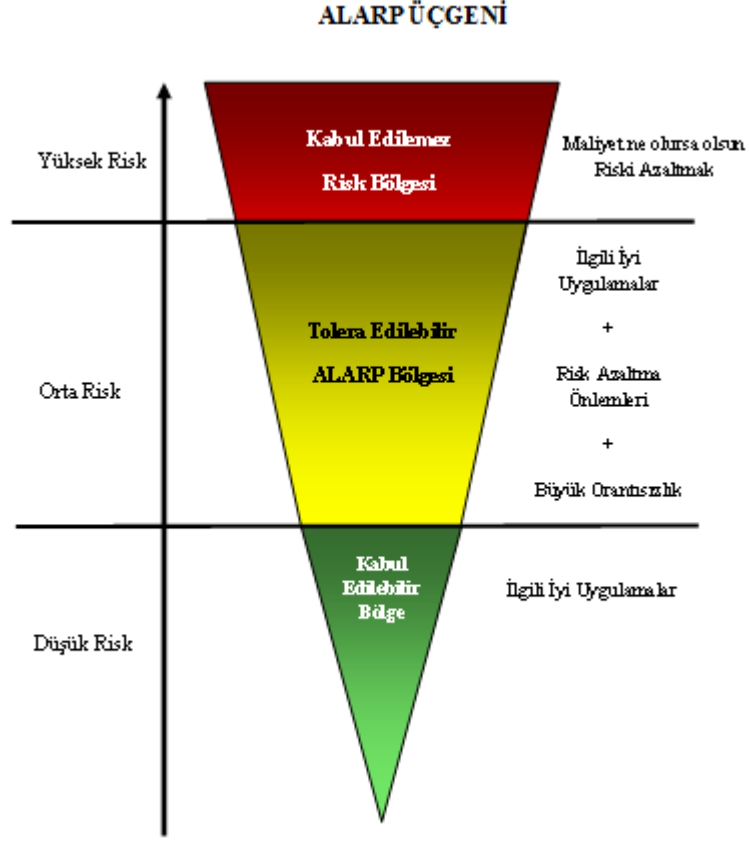 ALARP ÜÇGENİ
Yüksek Risk
Kabul Edilemez
Risk Bölgesi
Maliyet ne olursa olsun
Riski Azaltmak
Orta Risk
Tolera Edilebilir
ALARP Bölgesi
İlgili İyi
Uygulamalar
+
Risk Azaltma
Önlemleri
+
Büyük Orantısızlık
Düşük Risk
Kabul
Edilebilir
Bölge
İlgili İyi Uygulamalar